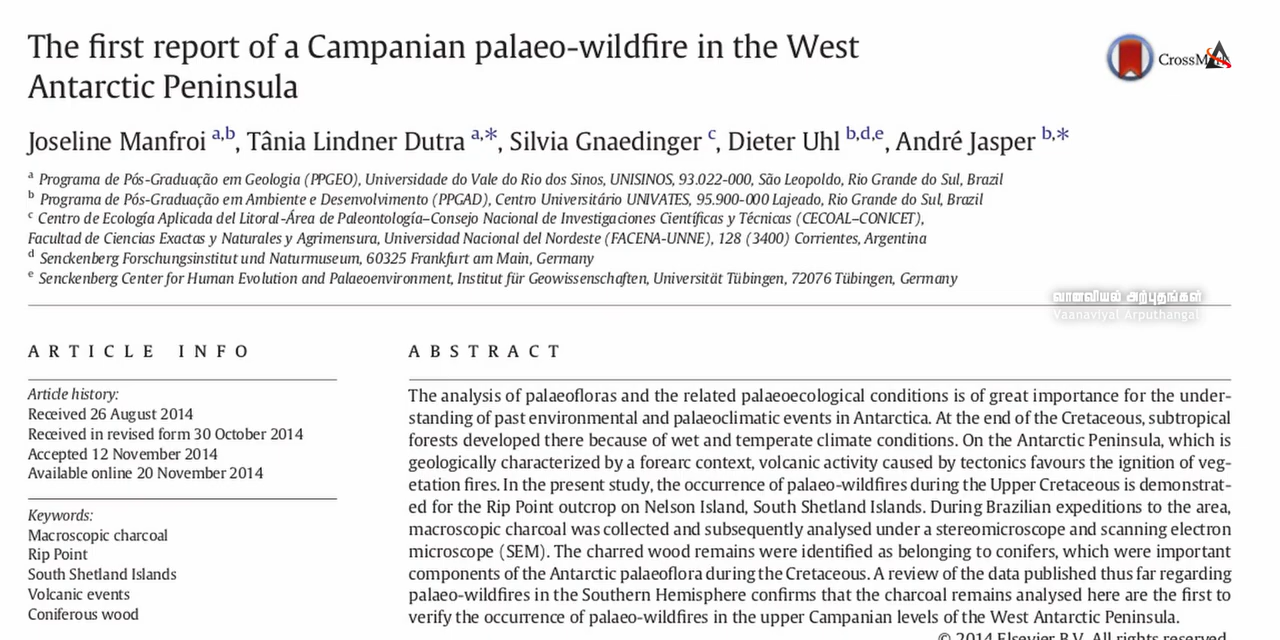 The first report of a Campanian palaeo-wildfire in the West
Antarctic Peninsula
CrossM
Joseline Manfroi a,b, Tânia Lindner Dutra a,*, Silvia Gnaedinger c, Dieter Uhl b,d,e, André Jasper b,*
a Programa de Pós-Graduação em Geologia (PPGEO), Universidade do Vale do Rio dos Sinos, UNISINOS, 93.022-000, São Leopoldo, Rio Grande do Sul, Brazil
b Programa de Pós-Graduação em Ambiente e Desenvolvimento (PPGAD), Centro Universitário UNIVATES, 95.900-000 Lajeado, Rio Grande do Sul, Brazil
c Centro de Ecología Aplicada del Litoral-Área de Paleontología–Consejo Nacional de Investigaciones Científicas y Técnicas (CECOAL–CONICET),
Facultad de Ciencias Exactas y Naturales y Agrimensura, Universidad Nacional del Nordeste (FACENA-UNNE), 128 (3400) Corrientes, Argentina
d Senckenberg Forschungsinstitut und Naturmuseum, 60325 Frankfurt am Main, Germany
e Senckenberg Center for Human Evolution and Palaeoenvironment, Institut für Geowissenschaften, Universität Tübingen, 72076 Tübingen, Germany
வானவியல் அற்புதங்கள்
Vaanaviyal Arputhangal
ARTICLE INFO
Article history:
Received 26 August 2014
Received in revised form 30 October 2014
Accepted 12 November 2014
Available online 20 November 2014
Keywords:
Macroscopic charcoal
Rip Point
South Shetland Islands
Volcanic events
Coniferous wood
ABSTRACT
The analysis of palaeofloras and the related palaeoecological conditions is of great importance for the under-
standing of past environmental and palaeoclimatic events in Antarctica. At the end of the Cretaceous, subtropical
forests developed there because of wet and temperate climate conditions. On the Antarctic Peninsula, which is
geologically characterized by a forearc context, volcanic activity caused by tectonics favours the ignition of veg-
etation fires. In the present study, the occurrence of palaeo-wildfires during the Upper Cretaceous is demonstrat-
ed for the Rip Point outcrop on Nelson Island, South Shetland Islands. During Brazilian expeditions to the area,
macroscopic charcoal was collected and subsequently analysed under a stereomicroscope and scanning electron
microscope (SEM). The charred wood remains were identified as belonging to conifers, which were important
components of the Antarctic palaeoflora during the Cretaceous. A review of the data published thus far regarding
palaeo-wildfires in the Southern Hemisphere confirms that the charcoal remains analysed here are the first to
verify the occurrence of palaeo-wildfires in the upper Campanian levels of the West Antarctic Peninsula.
© 2014 Elsevier B.V. All rights reserved.